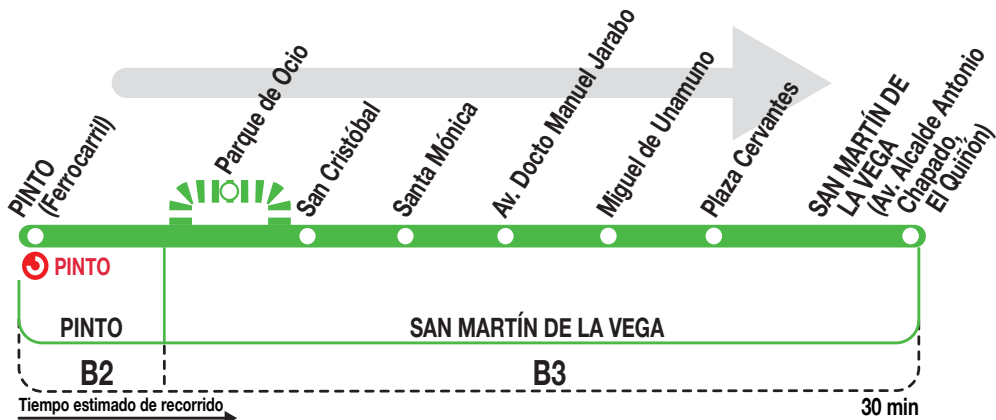 PINTO
(Ferrocarril)
Parque de Ocio
San Cristóbal
Santa Mónica
Av. Docto Manuel Jarabo
Miguel de Unamuno
Plaza Cervantes
SAN MARTÍN DE
LA VEGA
(Av. Alcalde Antonio
Chapado,
El Quiñón)
PINTO
PINTO
SAN MARTÍN DE LA VEGA
B2
B3
Tiempo estimado de recorrido
30 min